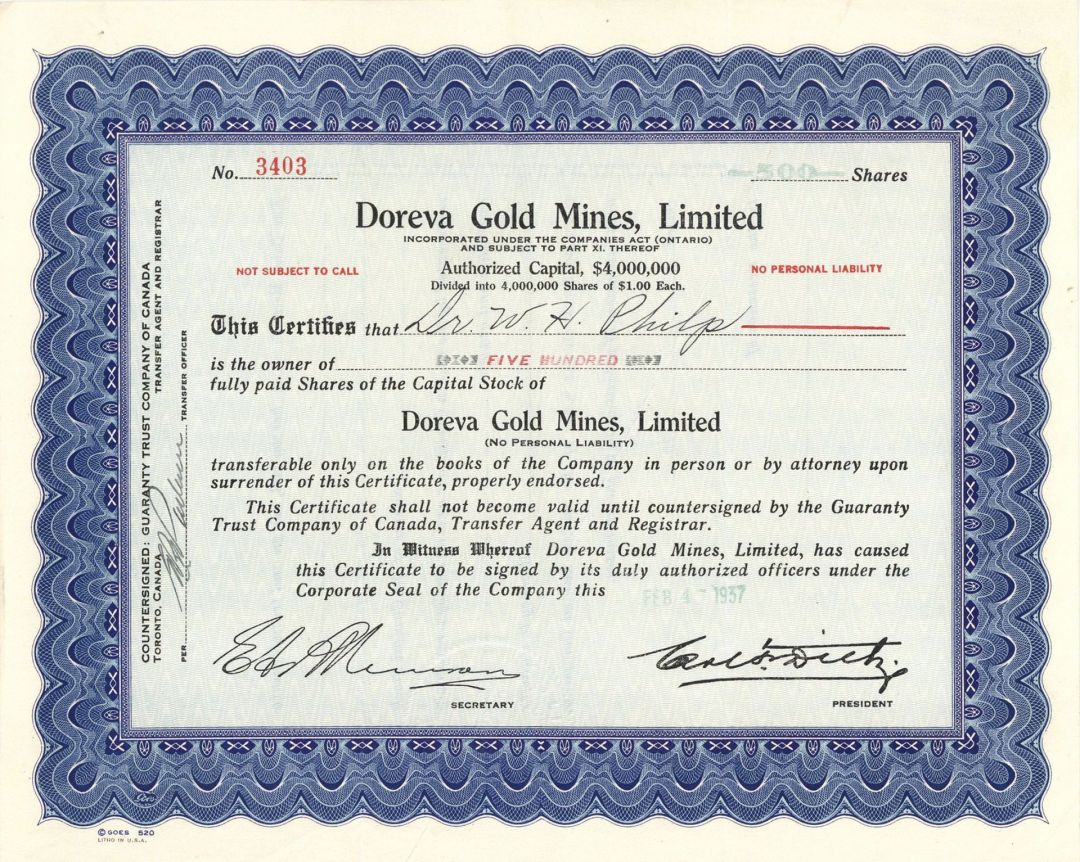 No. 3403
500 Shares
Doreva Gold Mines, Limited
INCORPORATED UNDER THE COMPANIES ACT (ONTARIO)
AND SUBJECT TO PART XI. THEREOF
NOT SUBJECT TO CALL
Authorized Capital, $4,000,000
NO PERSONAL LIABILITY
Divided into 4,000,000 Shares of $1.00 Each.
This Certifies that Dr. W. H. Philp
is the owner of FIVE HUNDRED
fully paid Shares of the Capital Stock of
Doreva Gold Mines, Limited
(NO PERSONAL LIABILITY)
transferable only on the books of the Company in person or by attorney upon
surrender of this Certificate, properly endorsed.
This Certificate shall not become valid until countersigned by the Guaranty
Trust Company of Canada, Transfer Agent and Registrar.
In Witness Whereof Doreva Gold Mines, Limited, has caused
this Certificate to be signed by its duly authorized officers under the
Corporate Seal of the Company this FEB 4 - 1937
SECRETARY
PRESIDENT
COUNTERSIGNED: GUARANTY TRUST COMPANY OF CANADA
TORONTO, CANADA TRANSFER AGENT AND REGISTRAR
PER TRANSFER OFFICER
© GOES 520
LITHO IN U.S.A.